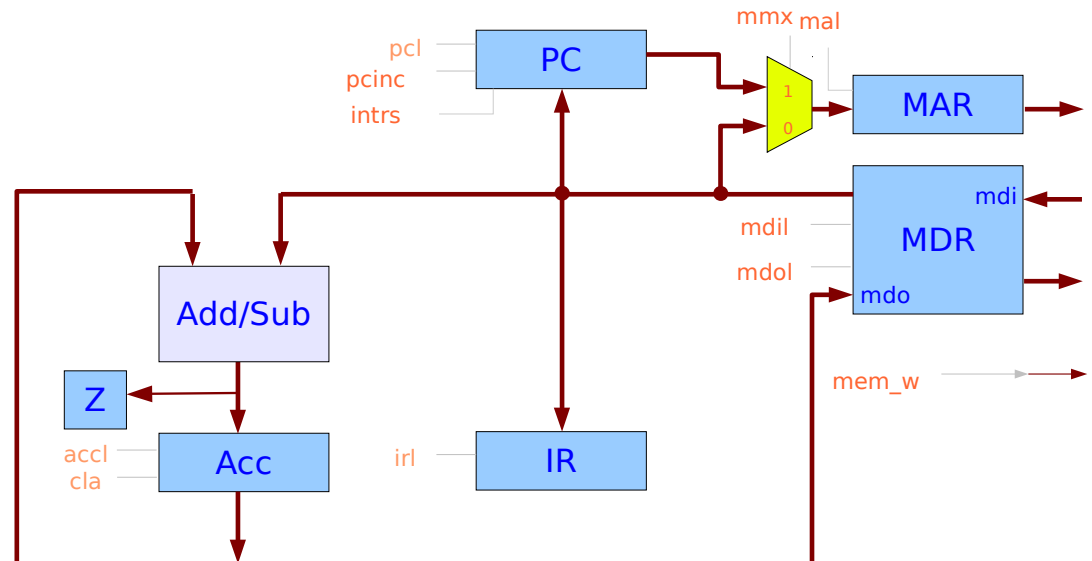 mmx
mal
pcl
PC
pcinc
intrs
1
0
MAR
mdi
mdil
MDR
mdol
mdo
Add/Sub
mem_w
Z
accl
cla
Acc
irl
IR